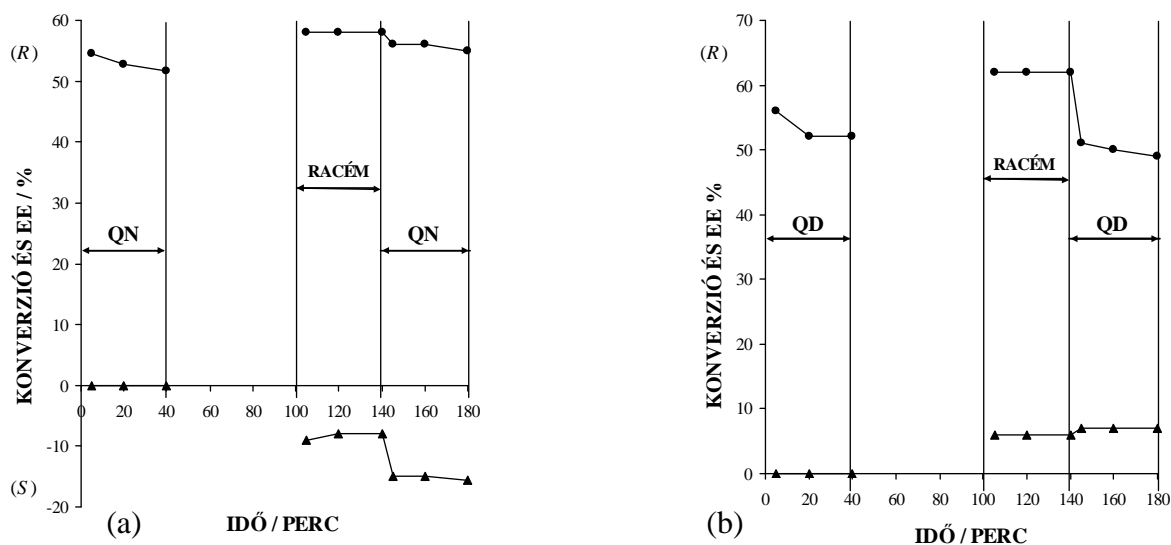 60
(R)
50
40
30
20
10
0
-10
(S)
-20
KONVERZIÓ ÉS EE / %
QN
RACÉM
QN
0 20 40 60 80 100 120 140 160 180
(a)
IDŐ / PERC
70
(R)
60
50
40
30
20
10
0
KONVERZIÓ ÉS EE %
QD
RACÉM
QD
0 20 40 60 80 100 120 140 160 180
(b)
IDŐ / PERC